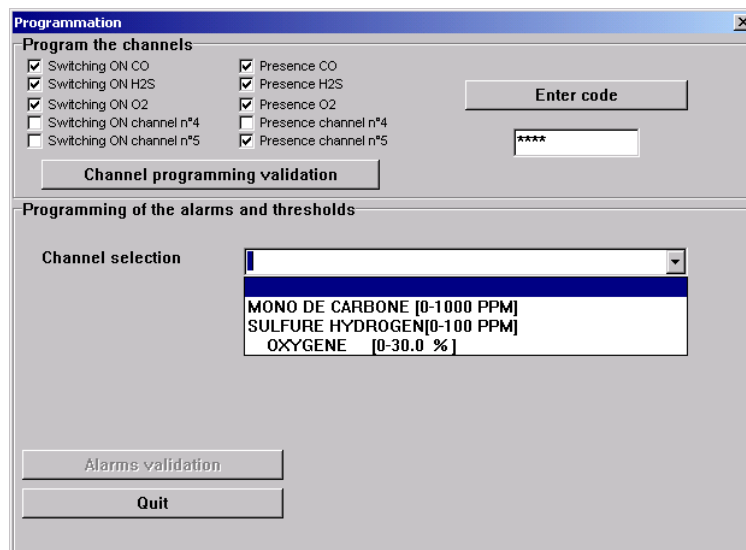 Programmation
Program the channels
Switching ON CO
Presence CO
Switching ON H2S
Presence H2S
Enter code
Switching ON O2
Presence O2
Switching ON channel n°4
Presence channel n°4
Switching ON channel n°5
Presence channel n°5
****
Channel programming validation
Programming of the alarms and thresholds
Channel selection
MONO DE CARBONE [0-1000 PPM]
SULFURE HYDROGEN[0-100 PPM]
OXYGENE [0-30.0 %]
Alarms validation
Quit